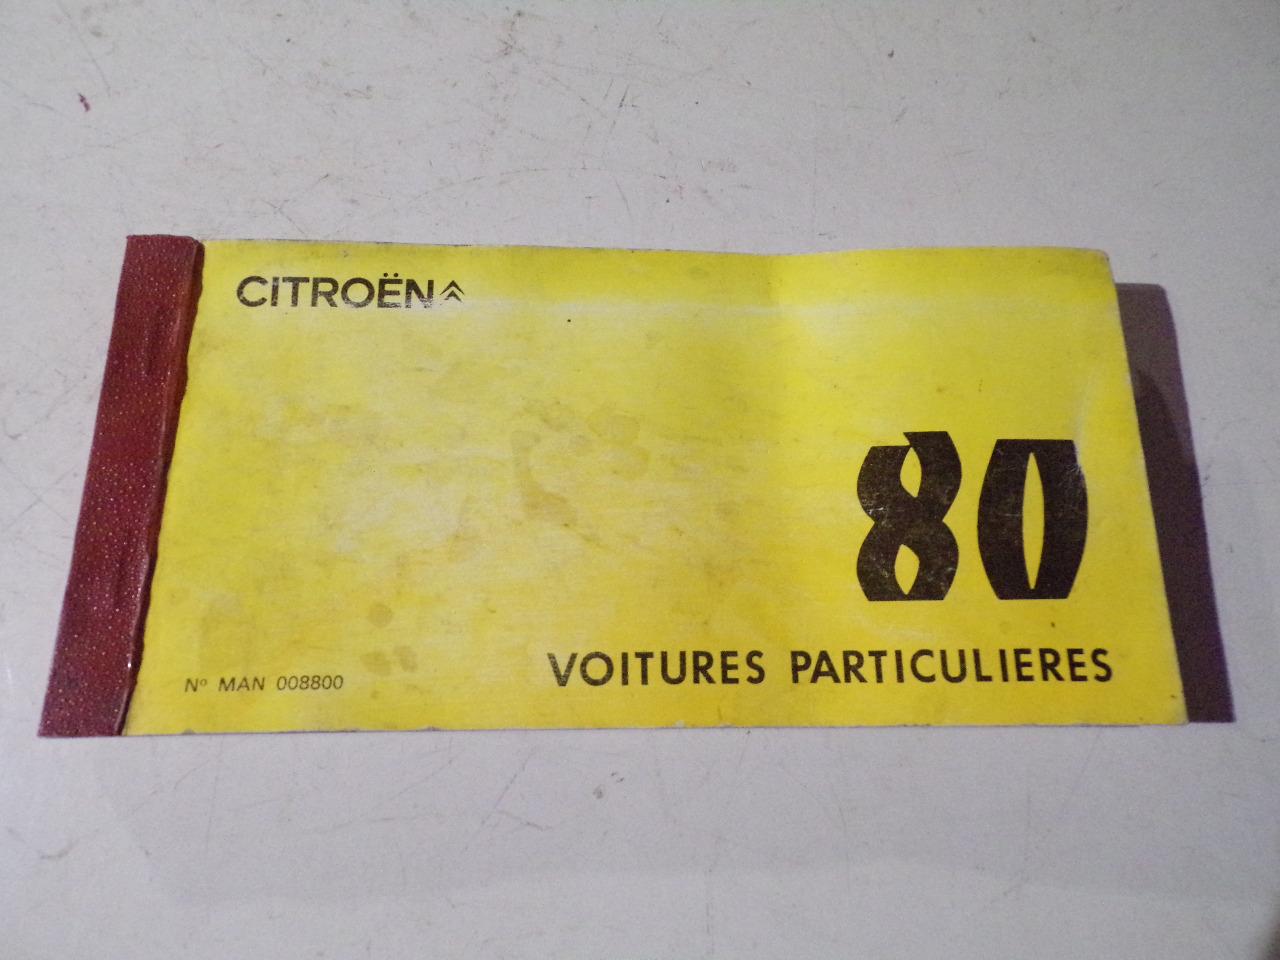 CITROËN
80
VOITURES PARTICULIERES
Nº MAN 008800